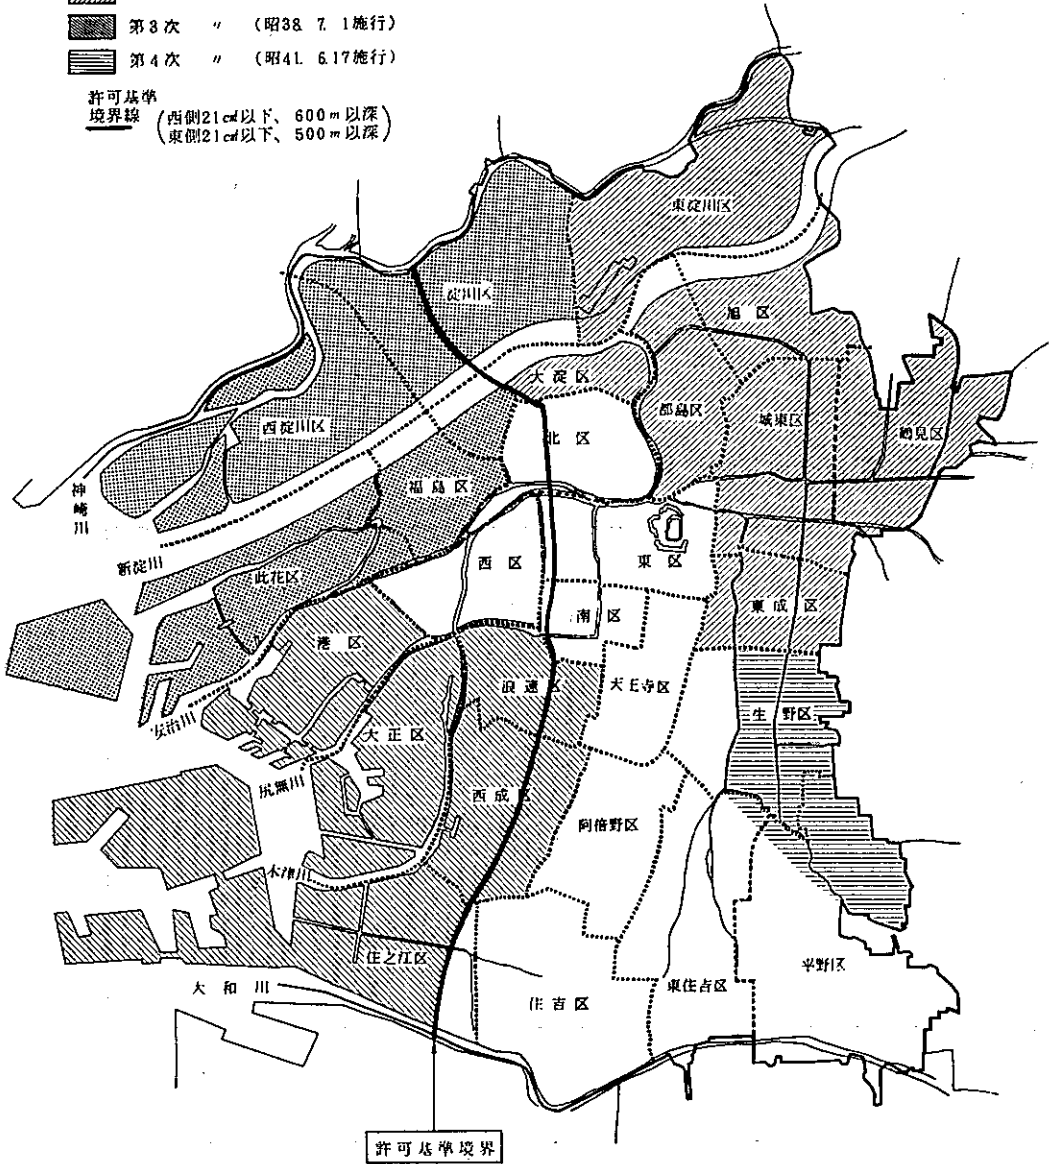 第3次 〃 (昭38. 7. 1施行)
第4次 〃 (昭41. 6.17施行)
許可基準
境界線
(西側21c㎡以下、600m以深
東側21c㎡以下、500m以深)
東淀川区
淀川区
旭区
大淀区
都島区
城東区
鶴見区
西淀川区
北区
神崎川
福島区
新淀川
此花区
西区
東区
東成区
南区
港区
浪速区
天王寺区
生野区
安治川
大正区
尻無川
西成区
阿倍野区
木津川
住之江区
大和川
住吉区
東住吉区
平野区
許可基準境界